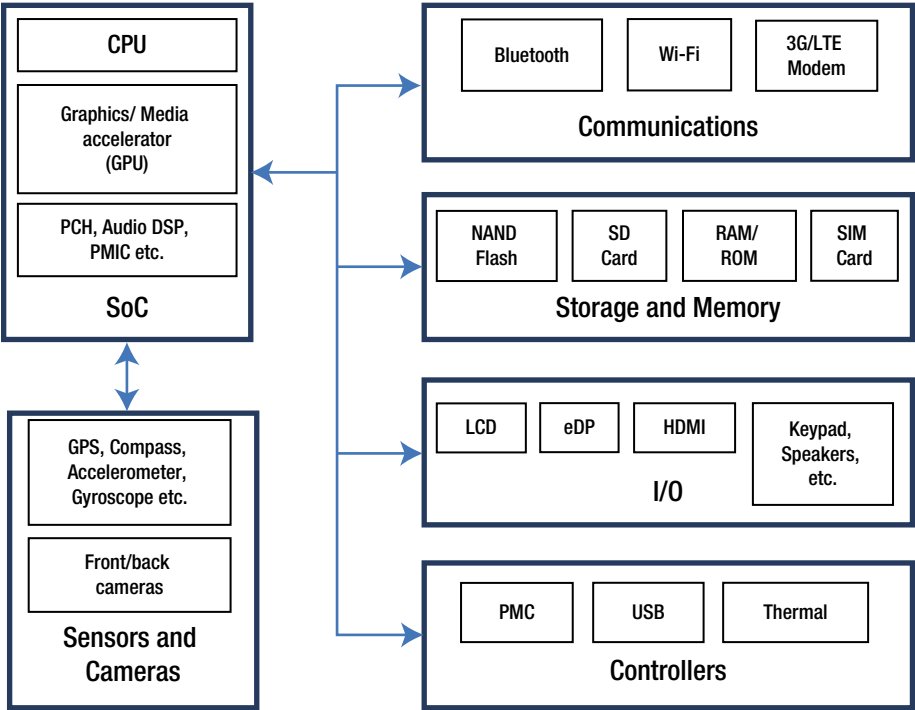 CPU
Graphics/ Media
accelerator
(GPU)
PCH, Audio DSP,
PMIC etc.
SoC
GPS, Compass,
Accelerometer,
Gyroscope etc.
Front/back
cameras
Sensors and
Cameras
Bluetooth
Wi-Fi
3G/LTE
Modem
Communications
NAND
Flash
SD
Card
RAM/
ROM
SIM
Card
Storage and Memory
LCD
eDP
HDMI
Keypad,
Speakers,
etc.
I/O
PMC
USB
Thermal
Controllers